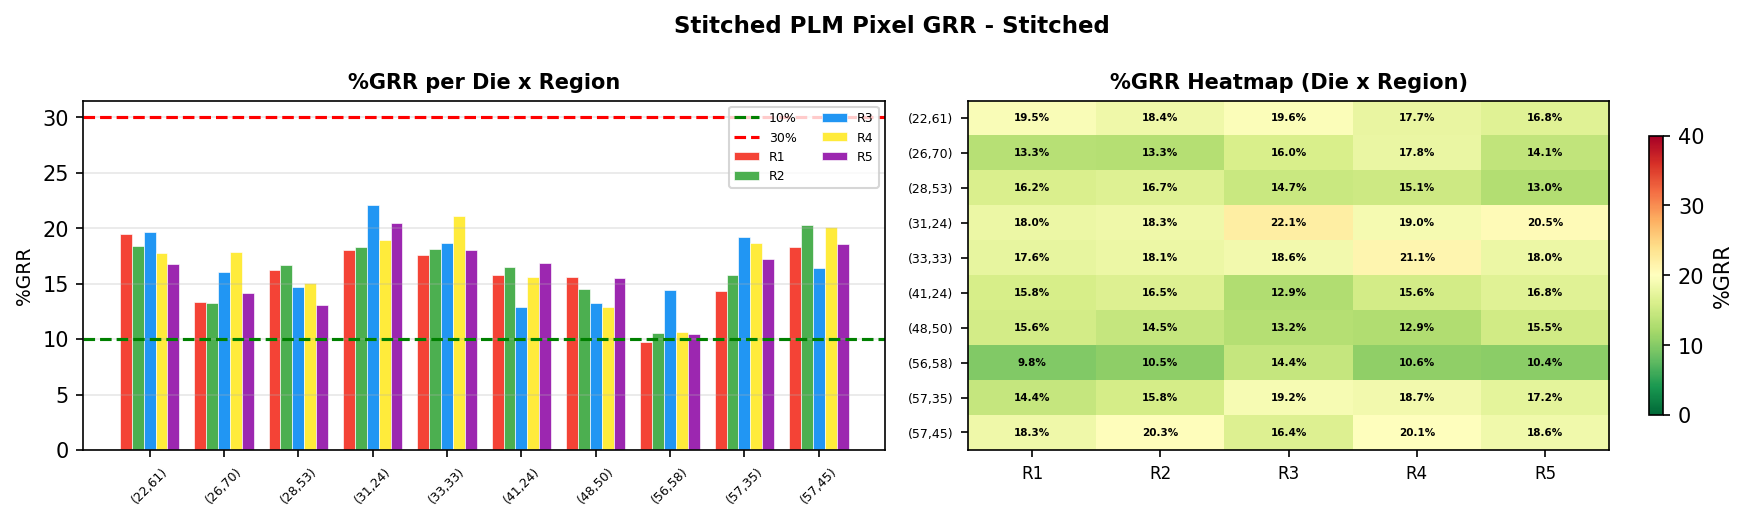 Stitched PLM Pixel GRR - Stitched
%GRR per Die x Region
%GRR
30
25
20
15
10
5
0
10%
30%
R1
R2
R3
R4
R5
(22,61)
(26,70)
(28,53)
(31,24)
(33,33)
(41,24)
(48,50)
(56,58)
(57,35)
(57,45)
%GRR Heatmap (Die x Region)
(22,61) 19.5% 18.4% 19.6% 17.7% 16.8%
(26,70) 13.3% 13.3% 16.0% 17.8% 14.1%
(28,53) 16.2% 16.7% 14.7% 15.1% 13.0%
(31,24) 18.0% 18.3% 22.1% 19.0% 20.5%
(33,33) 17.6% 18.1% 18.6% 21.1% 18.0%
(41,24) 15.8% 16.5% 12.9% 15.6% 16.8%
(48,50) 15.6% 14.5% 13.2% 12.9% 15.5%
(56,58) 9.8% 10.5% 14.4% 10.6% 10.4%
(57,35) 14.4% 15.8% 19.2% 18.7% 17.2%
(57,45) 18.3% 20.3% 16.4% 20.1% 18.6%
R1 R2 R3 R4 R5
40
30
20
10
0
%GRR